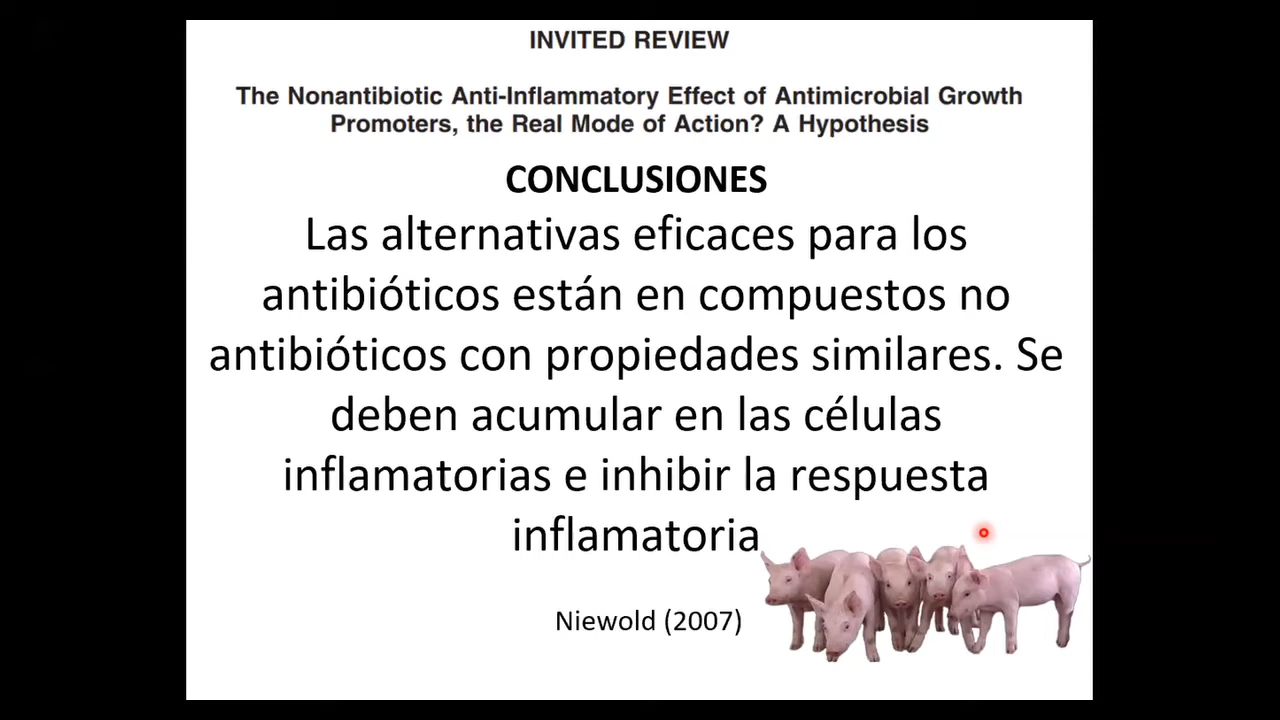 INVITED REVIEW
The Nonantibiotic Anti-Inflammatory Effect of Antimicrobial Growth
Promoters, the Real Mode of Action? A Hypothesis
CONCLUSIONES
Las alternativas eficaces para los
antibióticos están en compuestos no
antibióticos con propiedades similares. Se
deben acumular en las células
inflamatorias e inhibir la respuesta
inflamatoria
Niewold (2007)